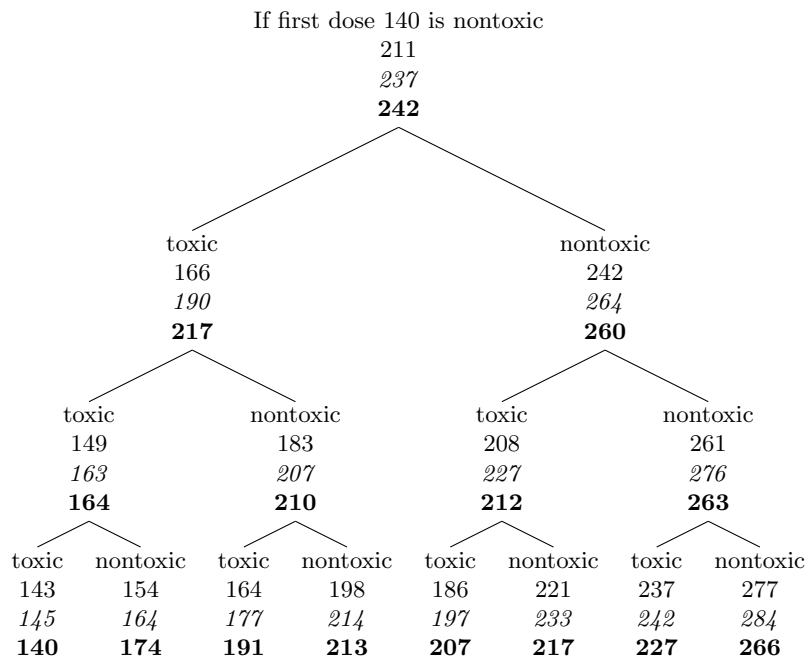 If first dose 140 is nontoxic
211
237
242
toxic nontoxic
166 242
190 264
217 260
toxic nontoxic toxic nontoxic
149 183 208 261
163 207 227 276
164 210 212 263
toxic nontoxic toxic nontoxic toxic nontoxic toxic nontoxic
143 154 164 198 186 221 237 277
145 164 177 214 197 233 242 284
140 174 191 213 207 217 227 266